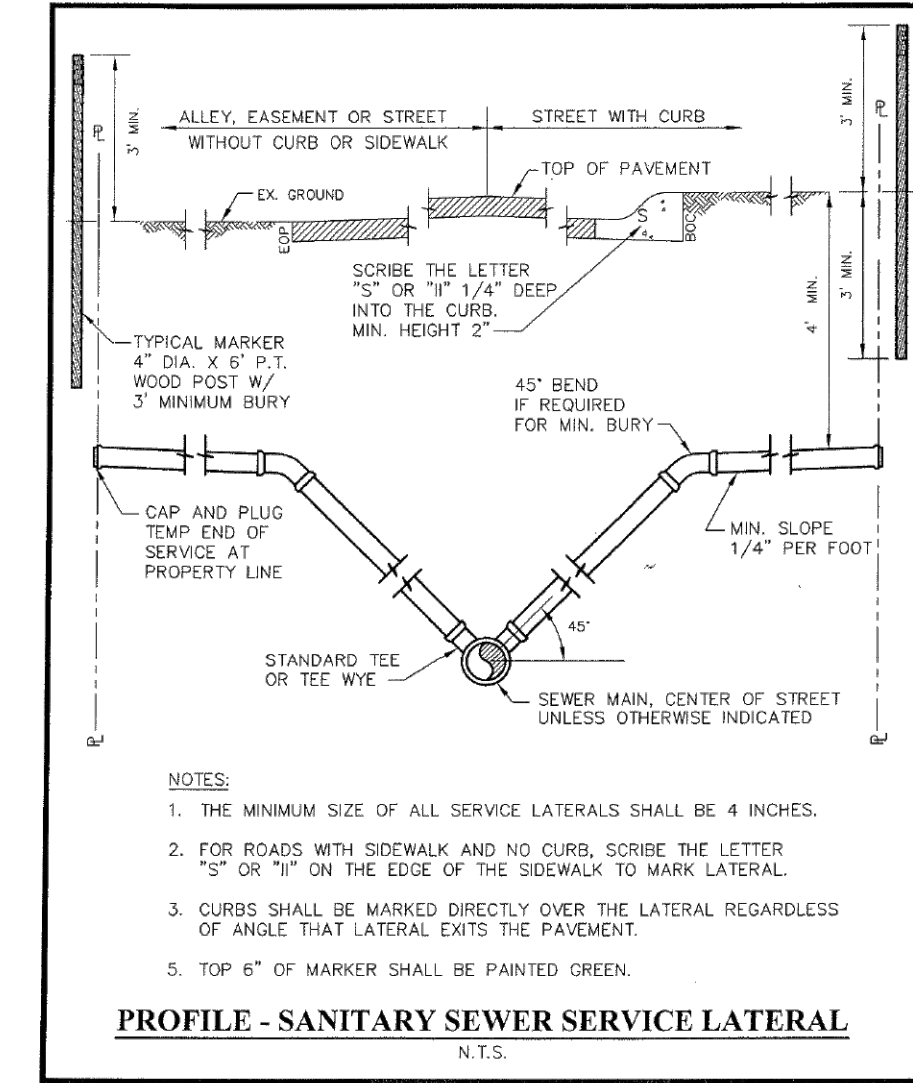 3' MIN.
ALLEY, EASEMENT OR STREET
WITHOUT CURB OR SIDEWALK
STREET WITH CURB
3' MIN.
PL
PL
TOP OF PAVEMENT
EX. GROUND
EOP
S
BOC
SCRIBE THE LETTER
"S" OR "II" 1/4" DEEP
INTO THE CURB.
MIN. HEIGHT 2"
4' MIN.
3' MIN.
TYPICAL MARKER
4" DIA. X 6' P.T.
WOOD POST W/
3' MINIMUM BURY
45° BEND
IF REQUIRED
FOR MIN. BURY
CAP AND PLUG
TEMP END OF
SERVICE AT
PROPERTY LINE
MIN. SLOPE
1/4" PER FOOT
45°
STANDARD TEE
OR TEE WYE
SEWER MAIN, CENTER OF STREET
UNLESS OTHERWISE INDICATED
PL
PL
NOTES:
1. THE MINIMUM SIZE OF ALL SERVICE LATERALS SHALL BE 4 INCHES.
2. FOR ROADS WITH SIDEWALK AND NO CURB, SCRIBE THE LETTER
"S" OR "II" ON THE EDGE OF THE SIDEWALK TO MARK LATERAL.
3. CURBS SHALL BE MARKED DIRECTLY OVER THE LATERAL REGARDLESS
OF ANGLE THAT LATERAL EXITS THE PAVEMENT.
5. TOP 6" OF MARKER SHALL BE PAINTED GREEN.
PROFILE - SANITARY SEWER SERVICE LATERAL
N.T.S.